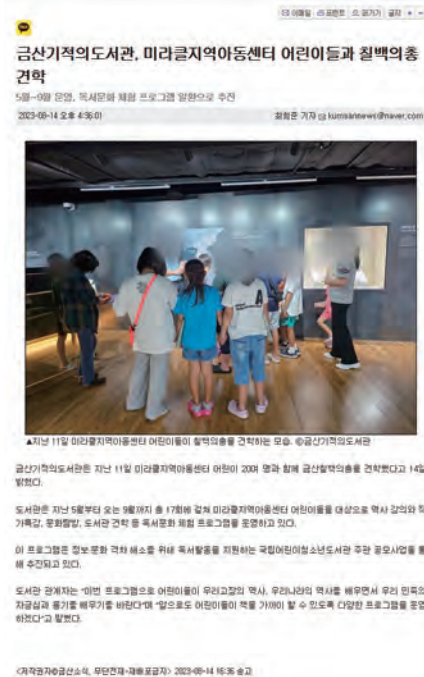 이메일 프린트 퍼가기 글자 + -
금산기적의도서관, 미라클지역아동센터 어린이들과 칠백의총
견학
5월~9월 운영, 독서문화 체험 프로그램 일환으로 추진
2023-08-14 오후 4:36:01 기자 kumsannews@naver.com
▲지난 11일 미라클지역아동센터 어린이들이 칠백의총을 견학하는 모습. ©금산기적의도서관
금산기적의도서관은 지난 11일 미라클지역아동센터 어린이 20여 명과 함께 금산칠백의총을 견학했다고 14일
밝혔다.
도서관은 지난 5월부터 오는 9월까지 총 17회에 걸쳐 미라클지역아동센터 어린이들을 대상으로 역사 강의와 작
가특강, 문화탐방, 도서관 견학 등 독서문화 체험 프로그램을 운영하고 있다.
이 프로그램은 정보·문화 격차 해소를 위해 독서활동을 지원하는 국립어린이청소년도서관 주관 공모사업을 통
해 추진되고 있다.
도서관 관계자는 "이번 프로그램으로 어린이들이 우리고장의 역사, 우리나라의 역사를 배우면서 우리 민족의
자긍심과 용기를 배우기를 바란다"며 "앞으로도 어린이들이 책을 가까이 할 수 있도록 다양한 프로그램을 운영
하겠다"고 말했다.
<저작권자©금산소식, 무단전재-재배포금지> 2023-08-14 16:36 송고